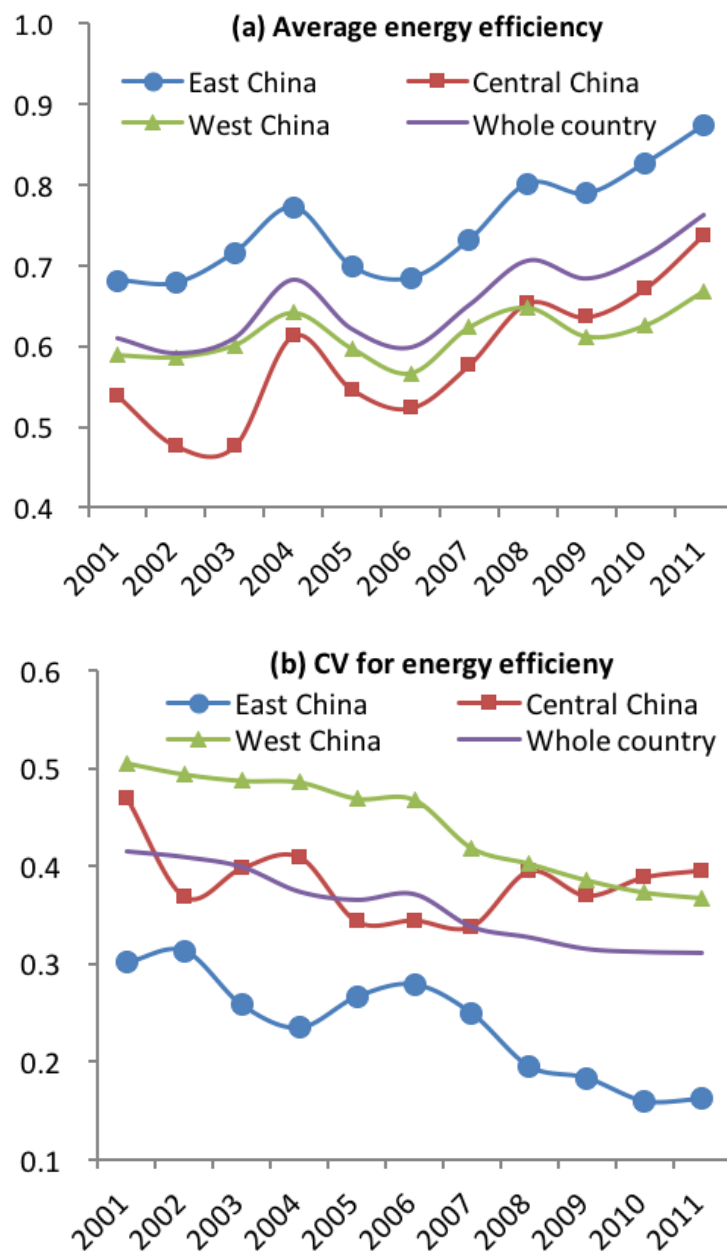 (a) Average energy efficiency
East China
Central China
West China
Whole country
1.0
0.9
0.8
0.7
0.6
0.5
0.4
2001 2002 2003 2004 2005 2006 2007 2008 2009 2010 2011
(b) CV for energy efficieny
East China
Central China
West China
Whole country
0.6
0.5
0.4
0.3
0.2
0.1
2001 2002 2003 2004 2005 2006 2007 2008 2009 2010 2011